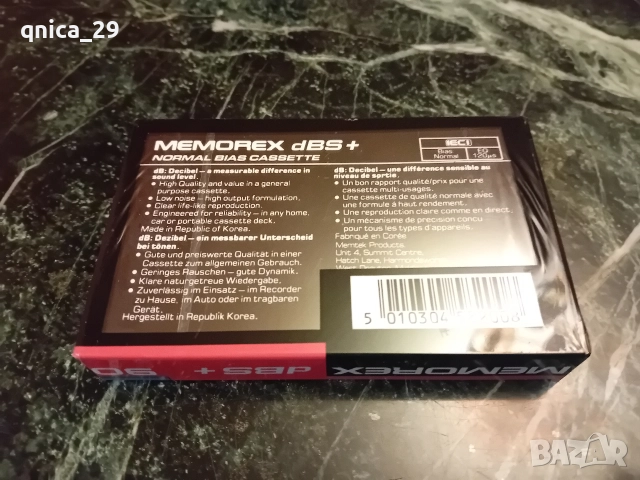 qnica_29
MEMOREX dBS+
NORMAL BIAS CASSETTE
IECI
Bias Normal
EQ 120µs
dB: Decibel – a measurable difference in
sound level.
• High Quality and value in a general
purpose cassette.
• Low noise – high output formulation.
• Clear life-like reproduction.
• Engineered for reliability – in any home,
car or portable cassette deck.
Made in Republic of Korea.
dB: Dezibel – ein messbarer Unterscheid
bei tönen.
• Gute und preiswerte Qualität in einer
Cassette zum allgemeinen Gebrauch.
• Geringes Rauschen – gute Dynamik.
• Klare naturgetreue Wiedergabe.
• Zuverlässig im Einsatz – im Recorder
zu Hause, im Auto oder im tragbaren
Gerät.
Hergestellt in Republik Korea.
dB: Decibel – une différence sensible au
niveau de sortie.
• Un bon rapport qualité/prix pour une
cassette multi-usages.
• Une cassette de qualité normale avec
une formule à haut rendement.
• Une reproduction claire comme en direct.
• Un mécanisme de précision concu
pour tous les types d'appareils.
Fabriqué en Corée
Memtek Products
Unit 4, Summit Centre,
Hatch Lane,
5 010304
MEMOREX dBS+ 90
BAZAR